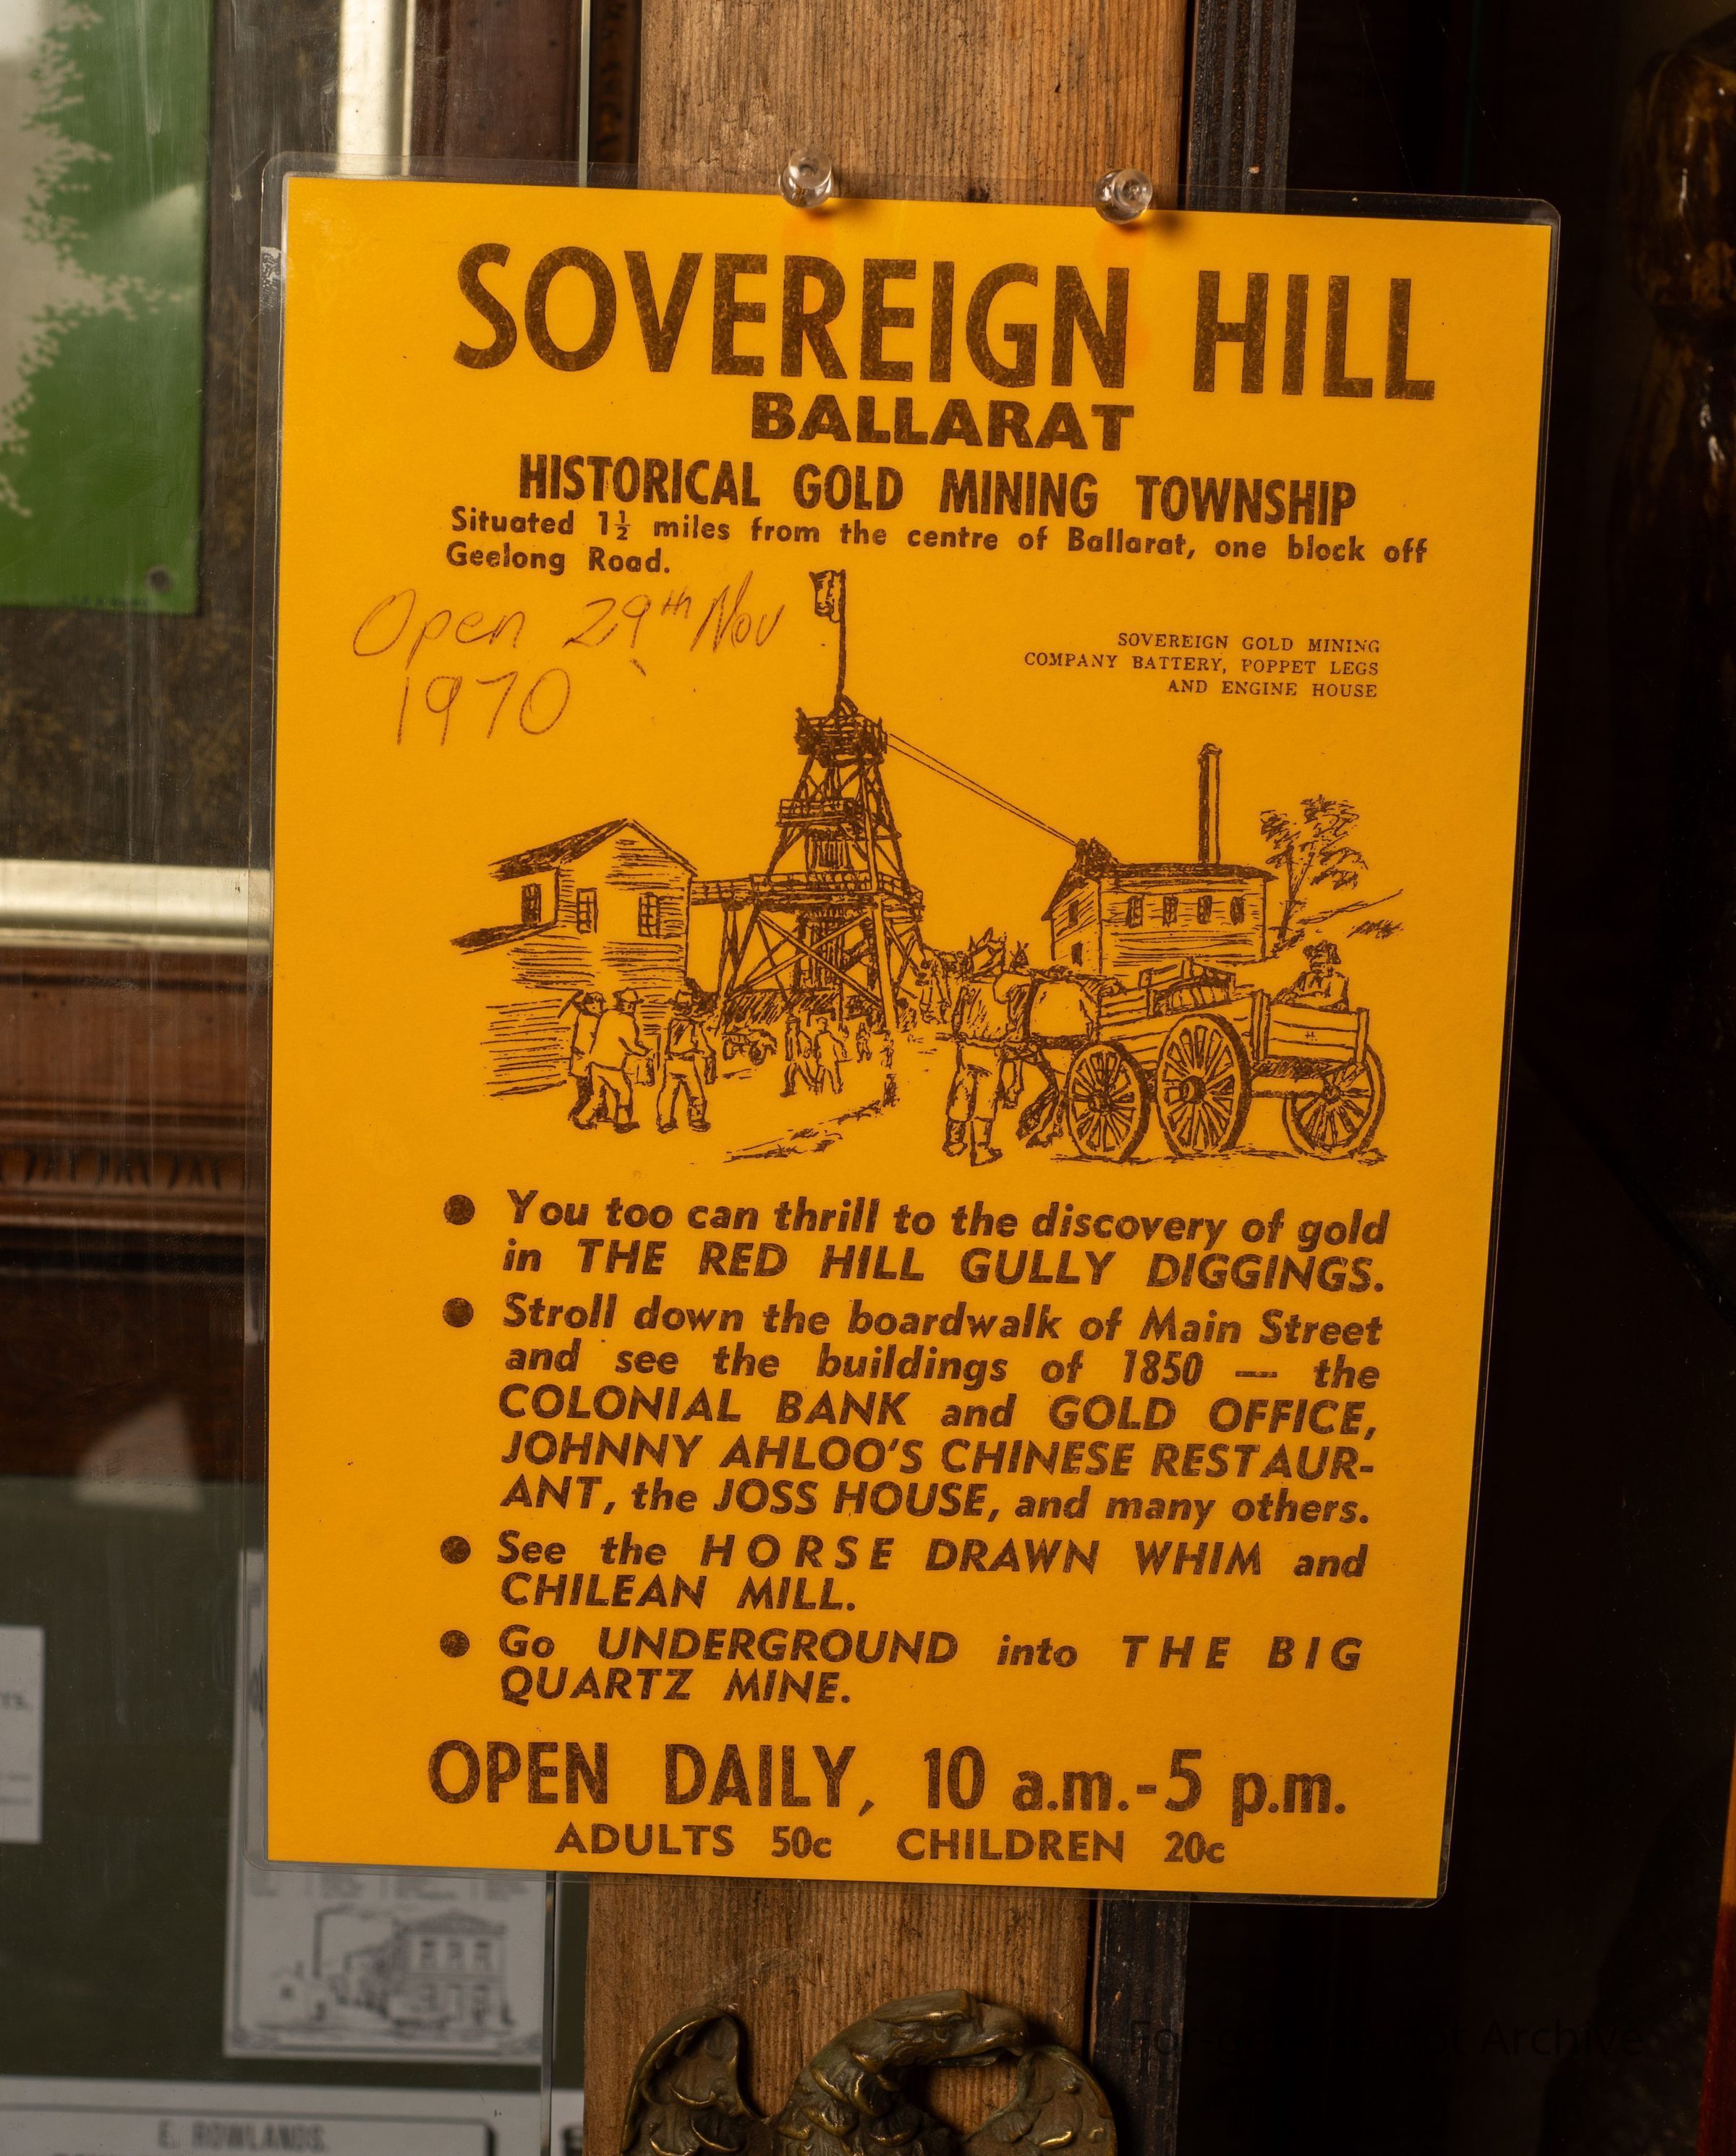 SOVEREIGN HILL
BALLARAT
HISTORICAL GOLD MINING TOWNSHIP
Situated 1½ miles from the centre of Ballarat, one block off
Geelong Road.
Open 29th Nov
1970
SOVEREIGN GOLD MINING
COMPANY BATTERY, POPPET LEGS
AND ENGINE HOUSE
● You too can thrill to the discovery of gold
in THE RED HILL GULLY DIGGINGS.
● Stroll down the boardwalk of Main Street
and see the buildings of 1850 — the
COLONIAL BANK and GOLD OFFICE,
JOHNNY AHLOO'S CHINESE RESTAUR-
ANT, the JOSS HOUSE, and many others.
● See the HORSE DRAWN WHIM and
CHILEAN MILL.
● Go UNDERGROUND into THE BIG
QUARTZ MINE.
OPEN DAILY, 10 a.m.-5 p.m.
ADULTS 50c CHILDREN 20c
E. ROWLANDS.
Archive